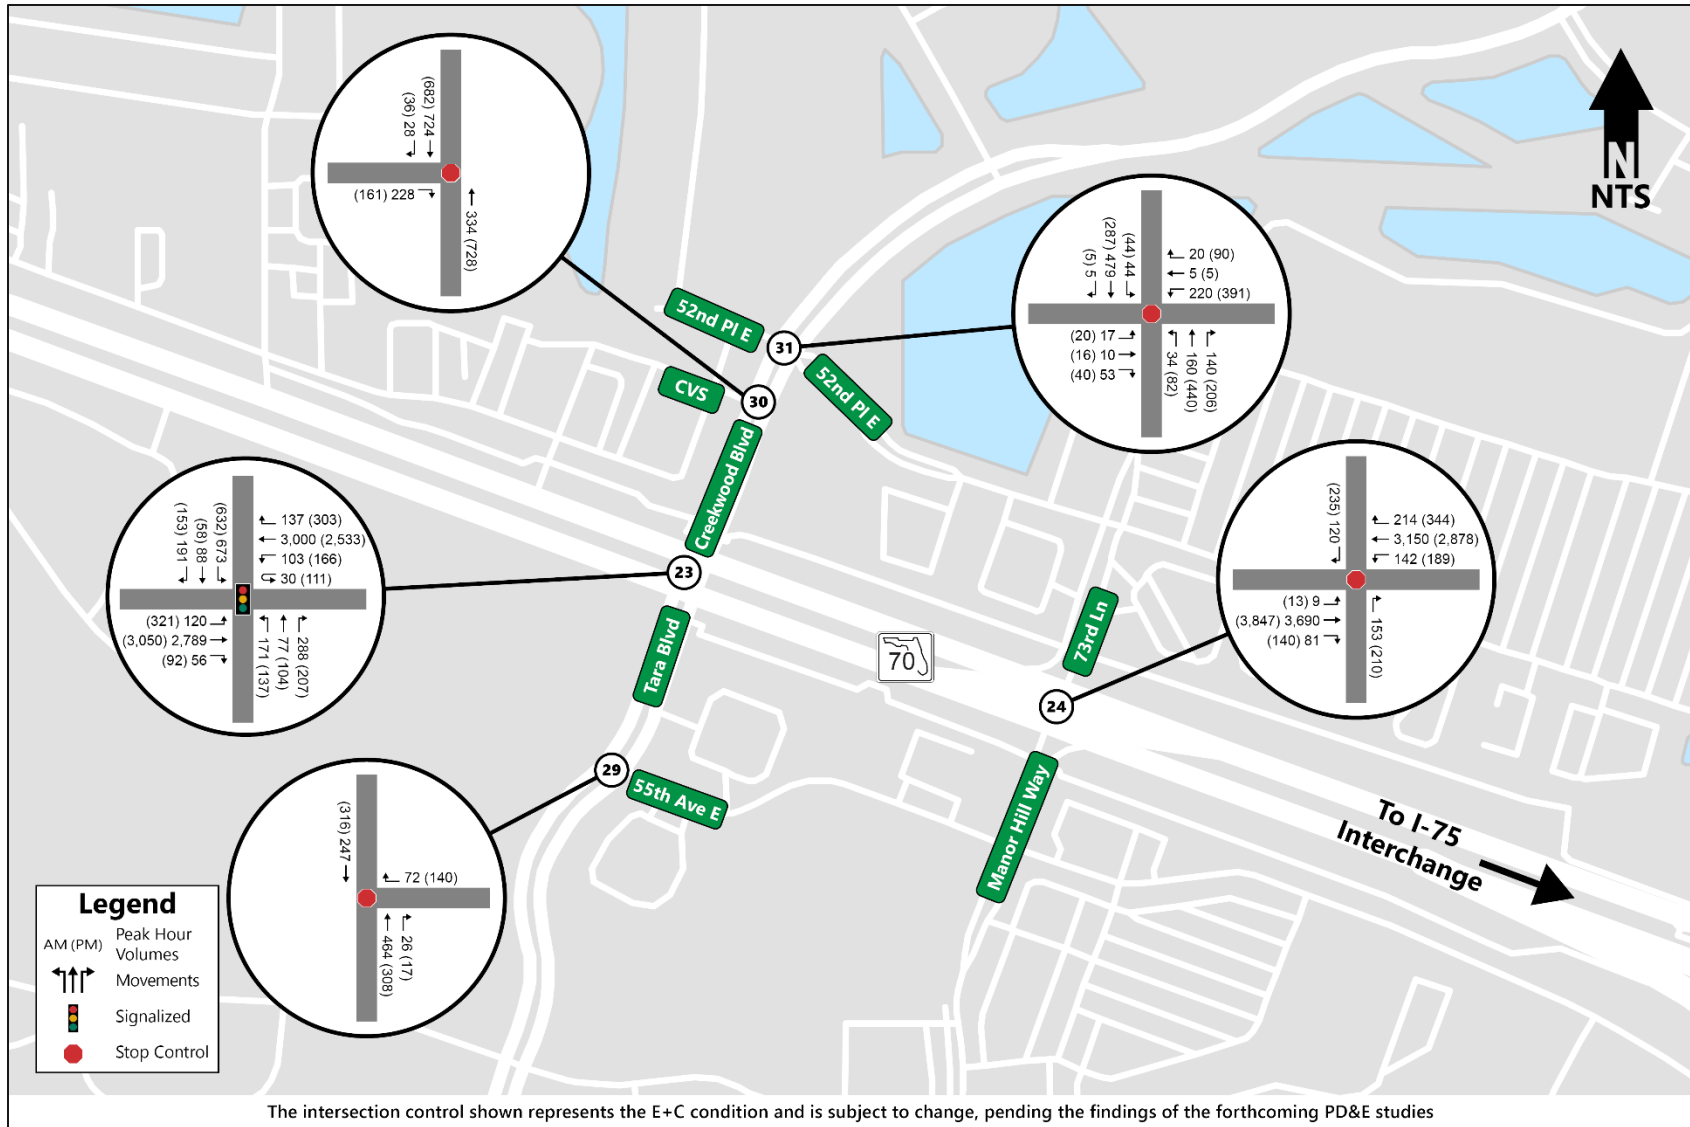 (682) 724
(36) 28
(161) 228
334 (728)
N
NTS
(44) 44
(287) 479
(5) 5
20 (90)
5 (5)
220 (391)
(20) 17
(16) 10
(40) 53
34 (82)
160 (440)
140 (206)
52nd Pl E
31
CVS
30
52nd Pl E
Creekwood Blvd
(632) 673
(58) 88
(153) 191
137 (303)
3,000 (2,533)
103 (166)
30 (111)
(321) 120
(3,050) 2,789
(92) 56
171 (137)
77 (104)
288 (207)
23
Tara Blvd
70
73rd Ln
24
(235) 120
214 (344)
3,150 (2,878)
142 (189)
(13) 9
(3,847) 3,690
(140) 81
153 (210)
29
55th Ave E
Manor Hill Way
To I-75
Interchange
(316) 247
72 (140)
464 (308)
26 (17)
Legend
AM (PM) Peak Hour
Volumes
Movements
Signalized
Stop Control
The intersection control shown represents the E+C condition and is subject to change, pending the findings of the forthcoming PD&E studies